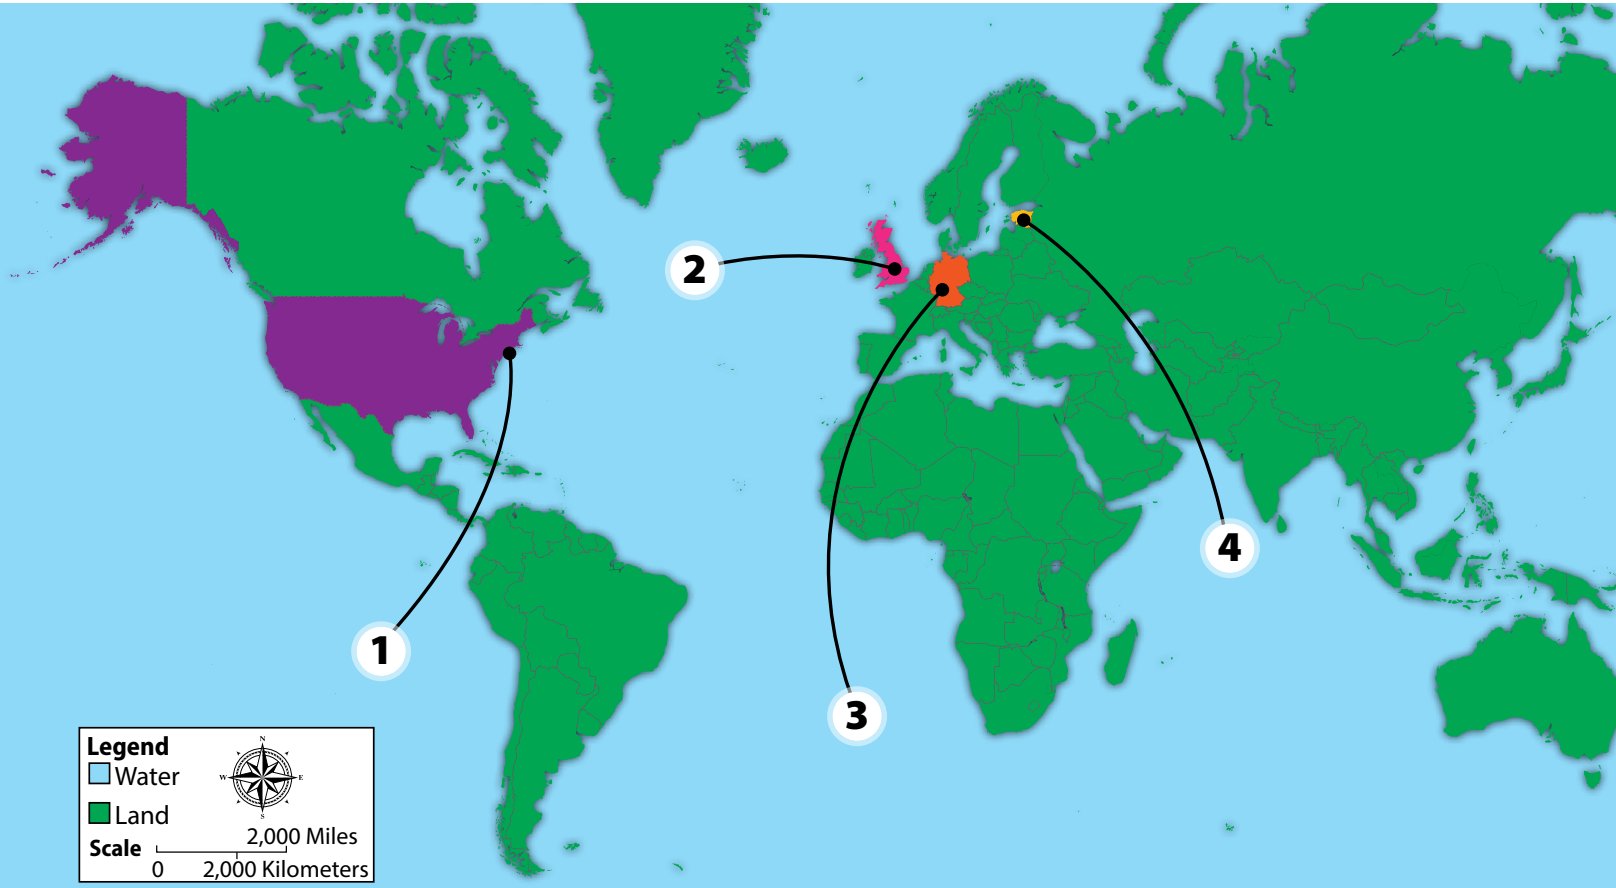 2
4
1
3
Legend
N
W E
S
Water
Land
2,000 Miles
Scale
0 2,000 Kilometers